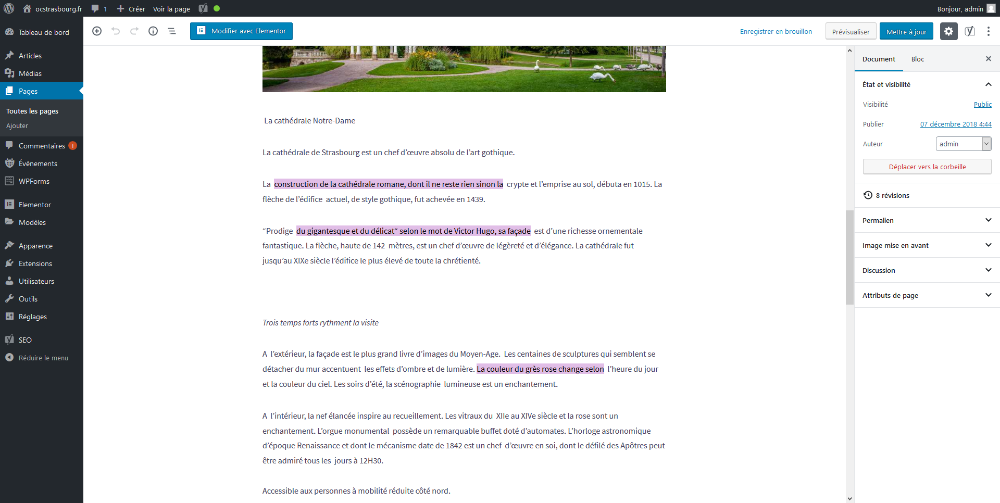 ocstrasbourg.fr 1 Créer Voir la page Bonjour, admin
Tableau de bord
Articles
Médias
Pages
Toutes les pages
Ajouter
Commentaires 1
Évènements
WPForms
Elementor
Modèles
Apparence
Extensions
Utilisateurs
Outils
Réglages
SEO
Réduire le menu
Modifier avec Elementor Enregistrer en brouillon Prévisualiser Mettre à jour
La cathédrale Notre-Dame
La cathédrale de Strasbourg est un chef d’œuvre absolu de l’art gothique.
La construction de la cathédrale romane, dont il ne reste rien sinon la crypte et l’emprise au sol, débuta en 1015. La
flèche de l’édifice actuel, de style gothique, fut achevée en 1439.
“Prodige du gigantesque et du délicat“ selon le mot de Victor Hugo, sa façade est d’une richesse ornementale
fantastique. La flèche, haute de 142 mètres, est un chef d’œuvre de légèreté et d’élégance. La cathédrale fut
jusqu’au XIXe siècle l’édifice le plus élevé de toute la chrétienté.
Trois temps forts rythment la visite
A l’extérieur, la façade est le plus grand livre d’images du Moyen-Age. Les centaines de sculptures qui semblent se
détacher du mur accentuent les effets d’ombre et de lumière. La couleur du grès rose change selon l’heure du jour
et la couleur du ciel. Les soirs d’été, la scénographie lumineuse est un enchantement.
A l’intérieur, la nef élancée inspire au recueillement. Les vitraux du XIIe au XIVe siècle et la rose sont un
enchantement. L’orgue monumental possède un remarquable buffet doté d’automates. L’horloge astronomique
d’époque Renaissance et dont le mécanisme date de 1842 est un chef d’œuvre en soi, dont le défilé des Apôtres peut
être admiré tous les jours à 12H30.
Accessible aux personnes à mobilité réduite côté nord.
Document Bloc
État et visibilité
Visibilité Public
Publier 07 décembre 2018 4:44
Auteur admin
Déplacer vers la corbeille
8 révisions
Permalien
Image mise en avant
Discussion
Attributs de page